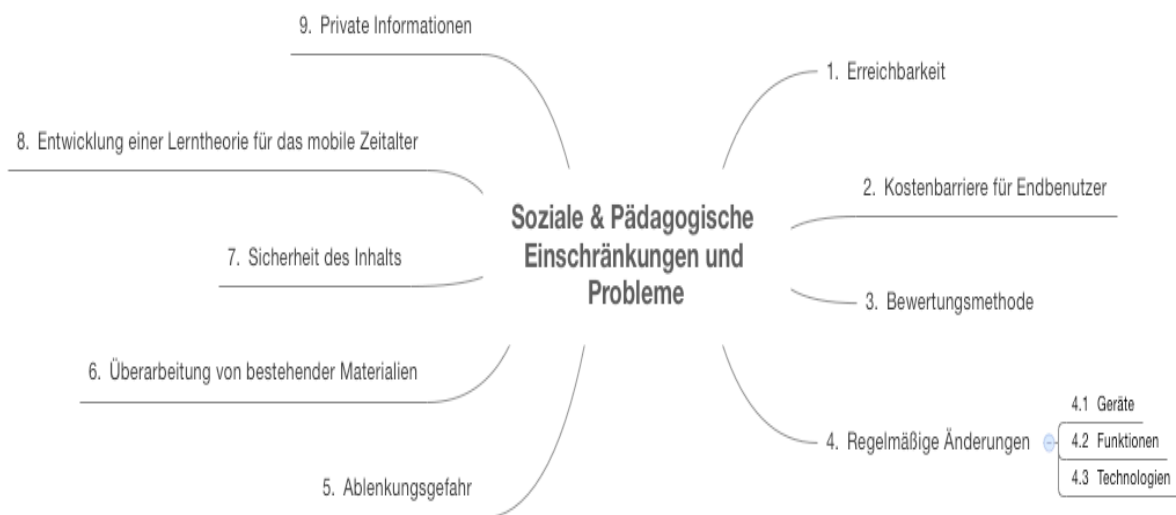 Soziale & Pädagogische
Einschränkungen und
Probleme
1. Erreichbarkeit
2. Kostenbarriere für Endbenutzer
3. Bewertungsmethode
4. Regelmäßige Änderungen
4.1 Geräte
4.2 Funktionen
4.3 Technologien
5. Ablenkungsgefahr
6. Überarbeitung von bestehender Materialien
7. Sicherheit des Inhalts
8. Entwicklung einer Lerntheorie für das mobile Zeitalter
9. Private Informationen